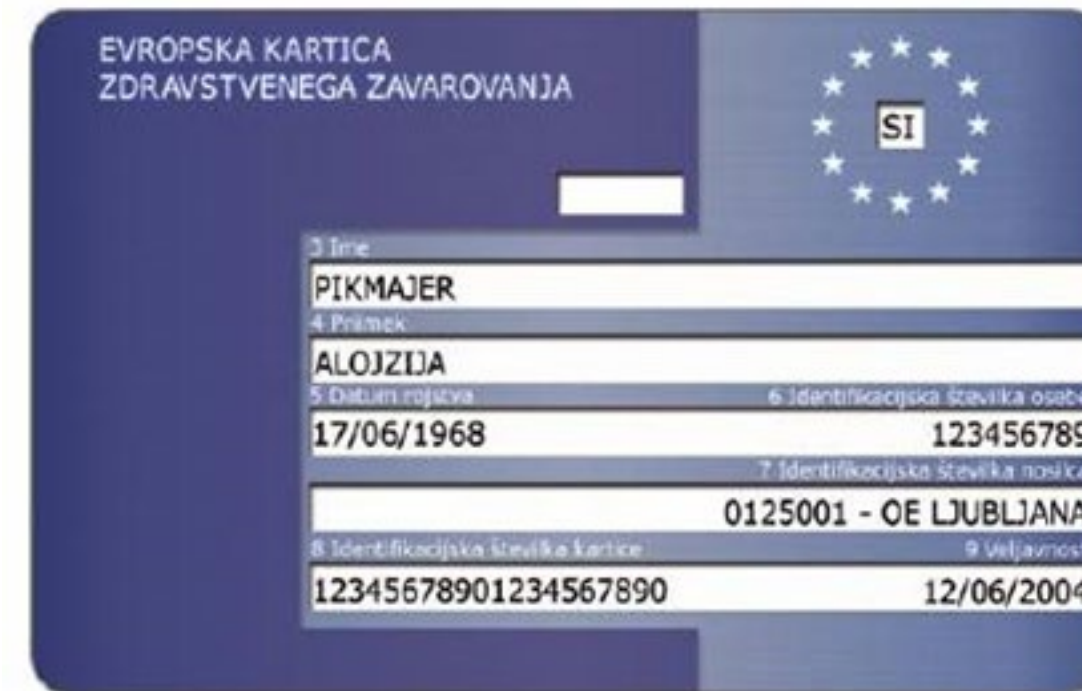 EVROPSKA KARTICA
ZDRAVSTVENEGA ZAVAROVANJA
SI
3 Ime
PIKMAJER
4 Priimek
ALOJZIJA
5 Datum rojstva 6 Identifikacijska številka osebe
17/06/1968 123456789
7 Identifikacijska številka nosilca
0125001 - OE LJUBLJANA
8 Identifikacijska številka kartice 9 Veljavnost
12345678901234567890 12/06/2004